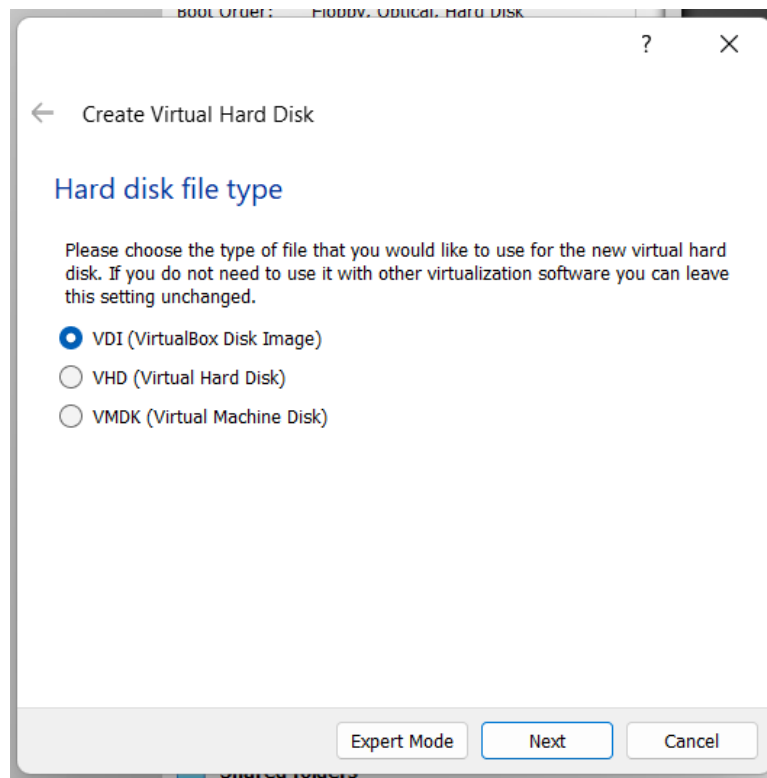 Boot Order: Floppy, Optical, Hard Disk
?
Create Virtual Hard Disk
Hard disk file type
Please choose the type of file that you would like to use for the new virtual hard
disk. If you do not need to use it with other virtualization software you can leave
this setting unchanged.
VDI (VirtualBox Disk Image)
VHD (Virtual Hard Disk)
VMDK (Virtual Machine Disk)
Expert Mode Next Cancel
Shared folders